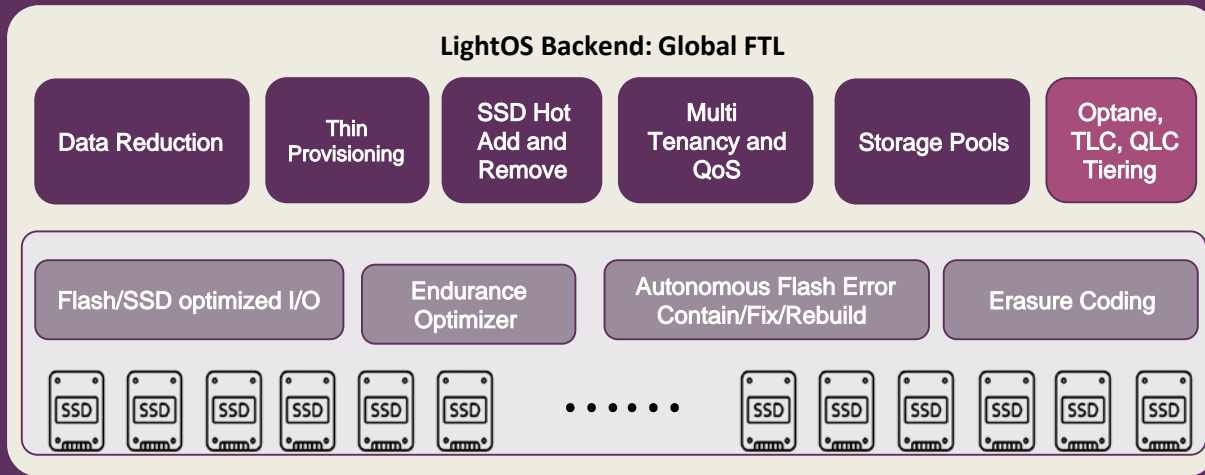 LightOS Backend: Global FTL
Data Reduction
Thin
Provisioning
SSD Hot
Add and
Remove
Multi
Tenancy and
QoS
Storage Pools
Optane,
TLC, QLC
Tiering
Flash/SSD optimized I/O
Endurance
Optimizer
Autonomous Flash Error
Contain/Fix/Rebuild
Erasure Coding
SSD SSD SSD SSD SSD SSD ...... SSD SSD SSD SSD SSD SSD